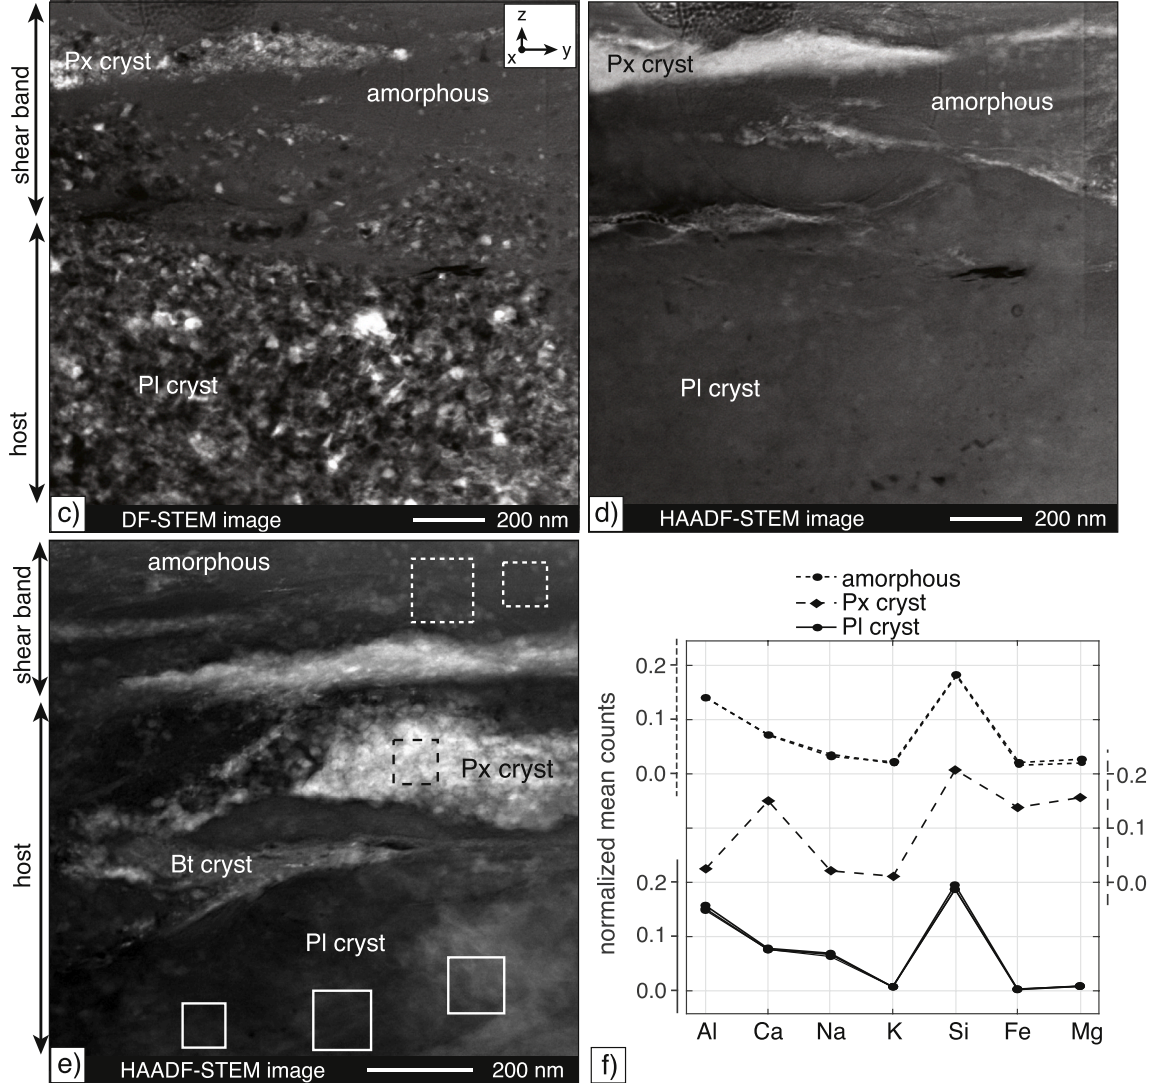 shear band
host
Px cryst
amorphous
Pl cryst
z
x
y
c)
DF-STEM image
200 nm
Px cryst
amorphous
Pl cryst
d)
HAADF-STEM image
200 nm
shear band
host
amorphous
Px cryst
Bt cryst
Pl cryst
e)
HAADF-STEM image
200 nm
amorphous
Px cryst
Pl cryst
normalized mean counts
0.2
0.1
0.0
0.2
0.1
0.0
0.2
0.1
0.0
Al Ca Na K Si Fe Mg
f)